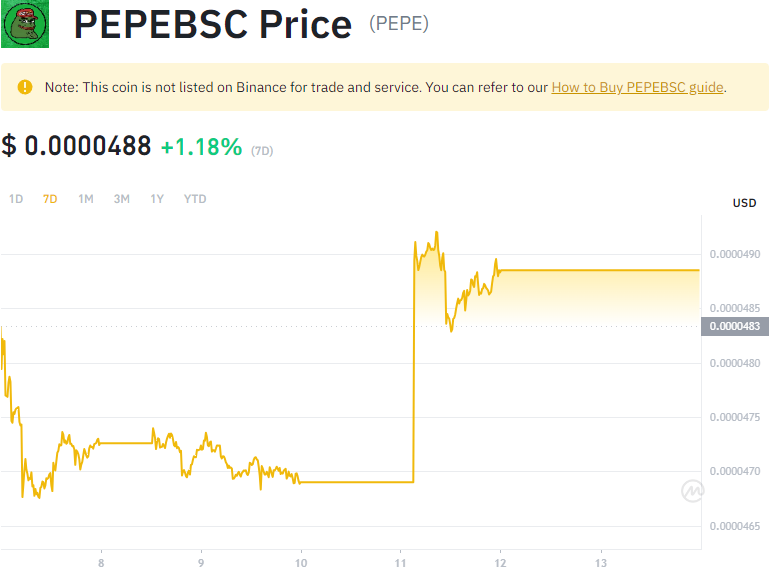 PEPEBSC Price (PEPE)
Note: This coin is not listed on Binance for trade and service. You can refer to our How to Buy PEPEBSC guide.
$ 0.0000488 +1.18% (7D)
1D 7D 1M 3M 1Y YTD
USD
0.0000490
0.0000485
0.0000483
0.0000480
0.0000475
0.0000470
0.0000465
8 9 10 11 12 13